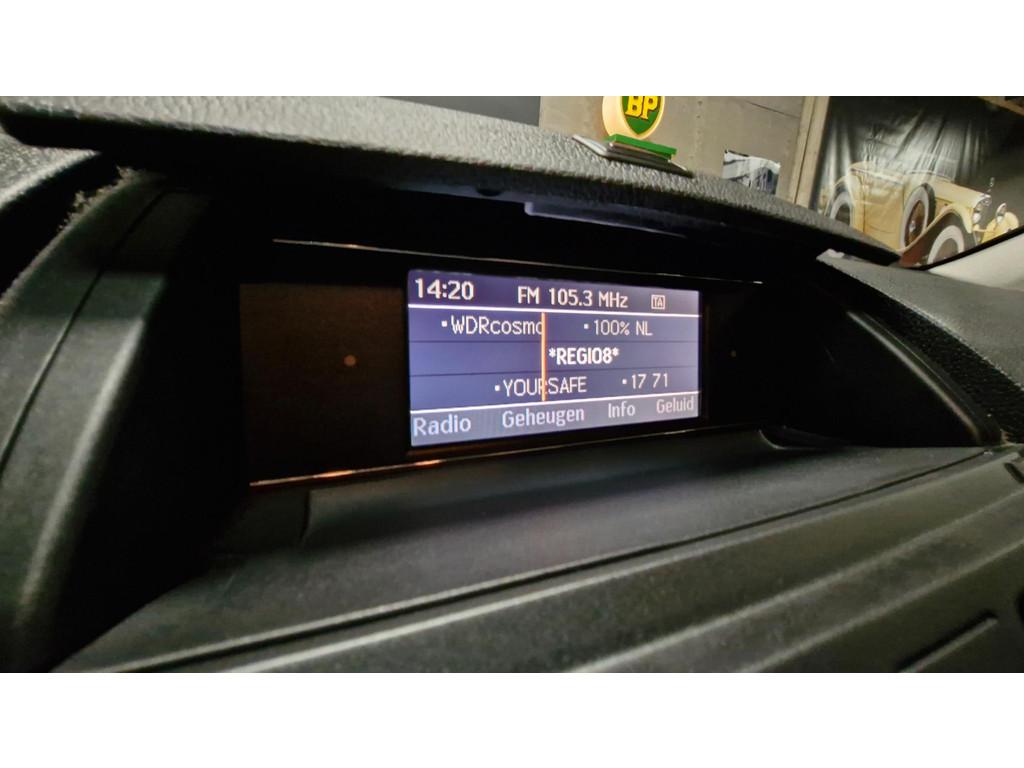 BP
14:20 FM 105.3 MHz TA
•WDRcosmo •100% NL
*REGIO8*
•YOURSAFE •17 71
Radio Geheugen Info Geluid